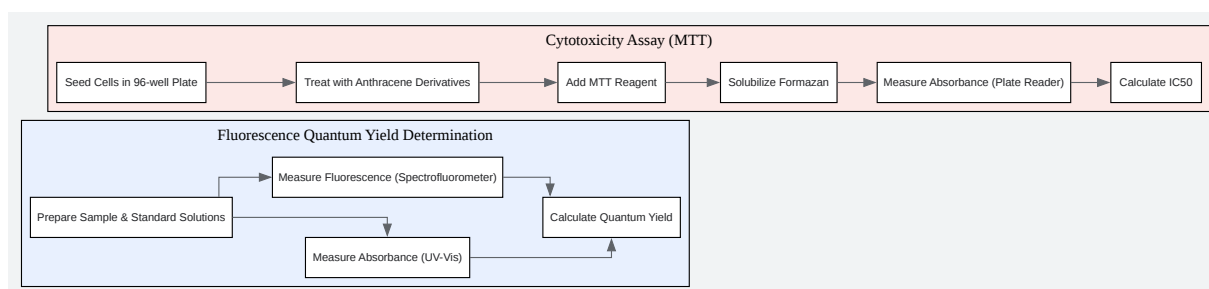 Cytotoxicity Assay (MTT)
Seed Cells in 96-well Plate
Treat with Anthracene Derivatives
Add MTT Reagent
Solubilize Formazan
Measure Absorbance (Plate Reader)
Calculate IC50
Fluorescence Quantum Yield Determination
Measure Fluorescence (Spectrofluorometer)
Prepare Sample & Standard Solutions
Calculate Quantum Yield
Measure Absorbance (UV-Vis)